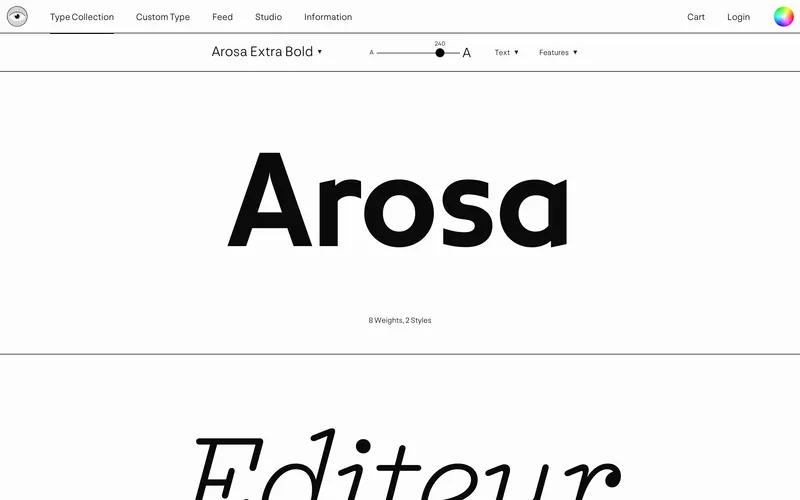 Type Collection Custom Type Feed Studio Information Cart Login
Arosa Extra Bold ▾ A 240 A Text ▾ Features ▾
Arosa
8 Weights, 2 Styles
Editeur